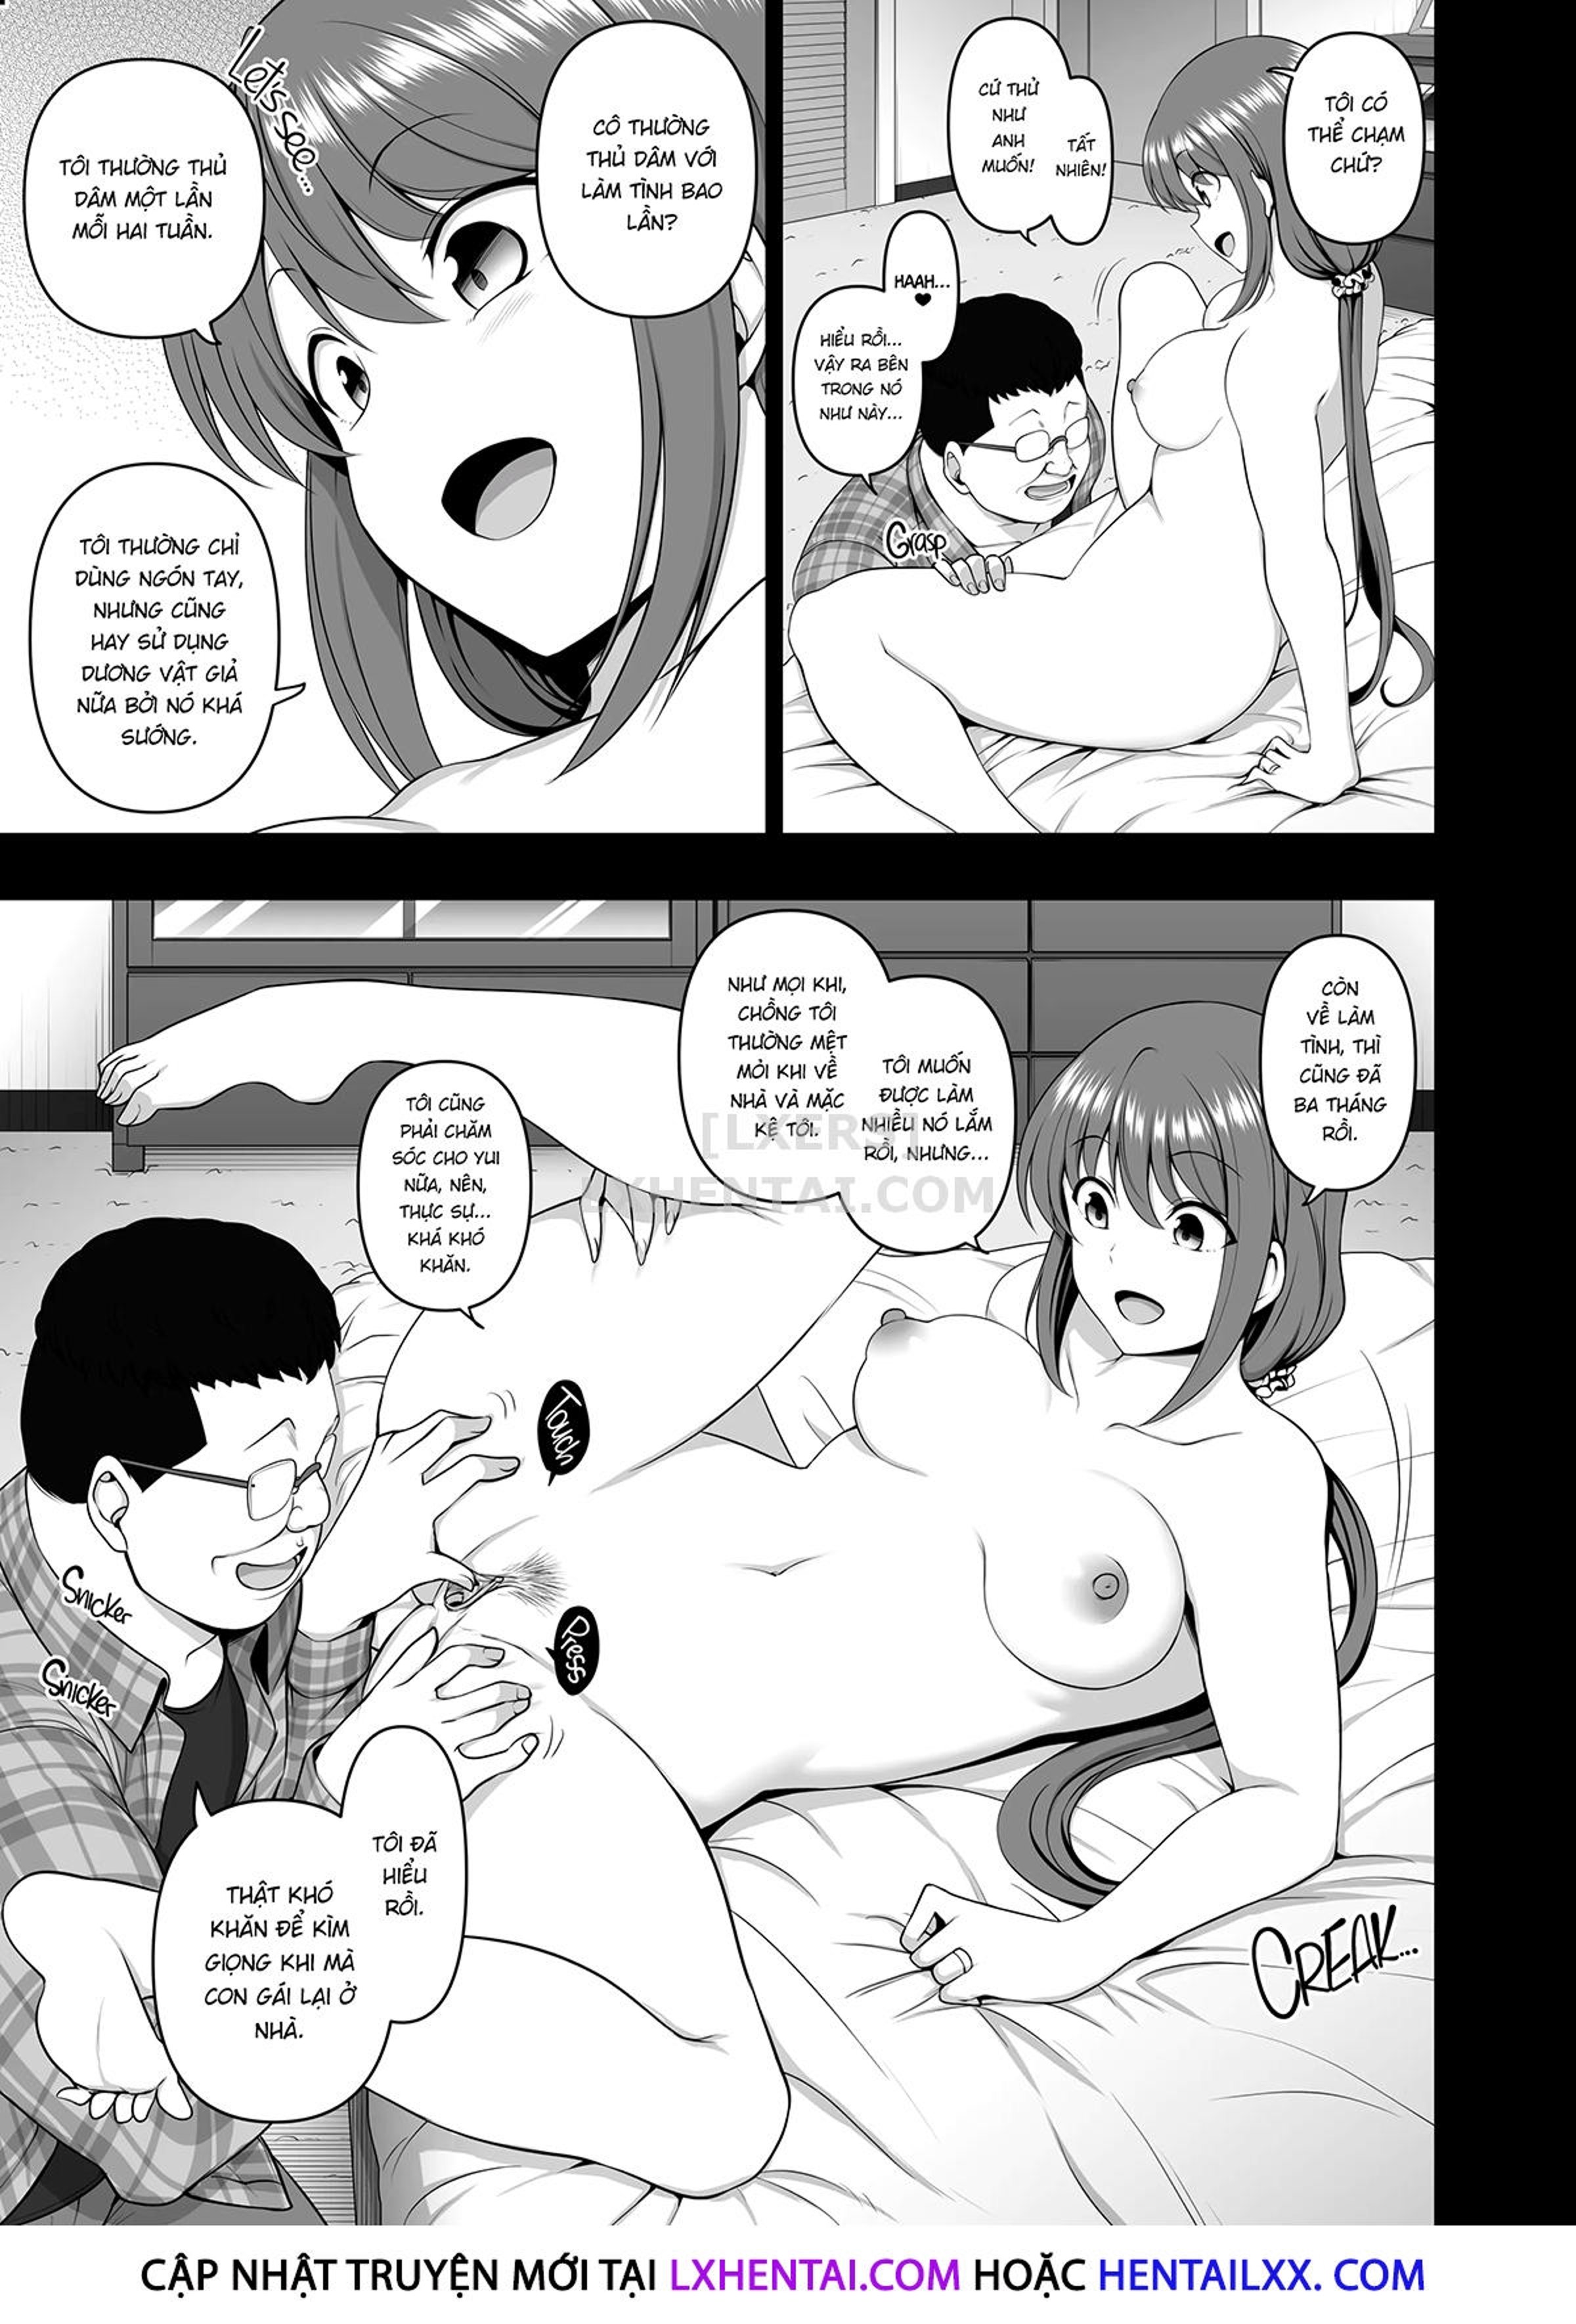 TÔI CÓ
THỂ CHẠM
CHỨ?
TẤT
NHIÊN!
CỨ THỬ
NHƯ
ANH
MUỐN!
HAAH...
HIỂU RỒI...
VẬY RA BÊN
TRONG NÓ
NHƯ NÀY...
Grasp
CÔ THƯỜNG
THỦ DÂM VỚI
LÀM TÌNH BAO
LẦN?
Let's see...
TÔI THƯỜNG THỦ
DÂM MỘT LẦN
MỖI HAI TUẦN.
TÔI THƯỜNG CHỈ
DÙNG NGÓN TAY,
NHƯNG CŨNG
HAY SỬ DỤNG
DƯƠNG VẬT GIẢ
NỮA BỞI NÓ KHÁ
SƯỚNG.
CÒN
VỀ LÀM
TÌNH, THÌ
CŨNG ĐÃ
BA THÁNG
RỒI.
TÔI MUỐN
ĐƯỢC LÀM
NHIỀU NÓ LẮM
RỒI, NHƯNG...
NHƯ MỌI KHI,
CHỒNG TÔI
THƯỜNG MỆT
MỎI KHI VỀ
NHÀ VÀ MẶC
KỆ TÔI.
[LXERS]
LXHENTAI.COM
TÔI CŨNG
PHẢI CHĂM
SÓC CHO YUI
NỮA, NÊN,
THỰC SỰ...
KHÁ KHÓ
KHĂN.
Touch
Press
Snicker
Snicker
TÔI ĐÃ
HIỂU
RỒI.
THẬT KHÓ
KHĂN ĐỂ KÌM
GIỌNG KHI MÀ
CON GÁI LẠI Ở
NHÀ.
CREAK...
CẬP NHẬT TRUYỆN MỚI TẠI LXHENTAI.COM HOẶC HENTAILXX. COM